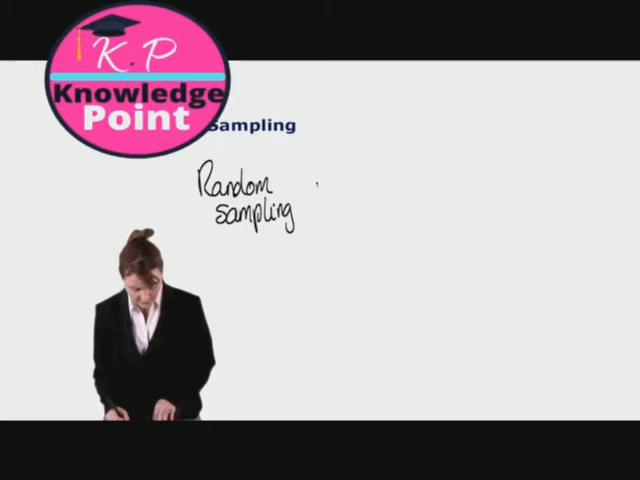 K.P
Knowledge
Point
Sampling
Random
sampling